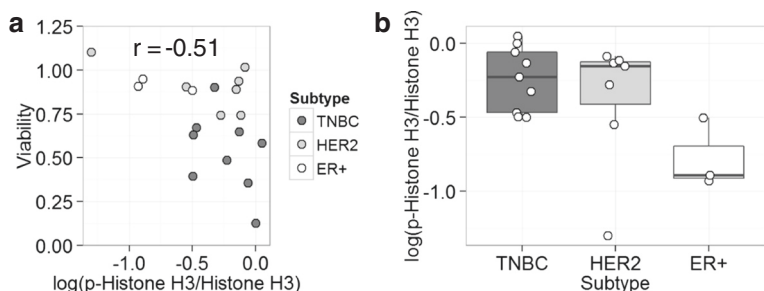 a
r = -0.51
1.25
1.00
0.75
0.50
0.25
0.00
Viability
-1.0
-0.5
0.0
log(p-Histone H3/Histone H3)
Subtype
TNBC
HER2
ER+
b
0.0
-0.5
-1.0
log(p-Histone H3/Histone H3)
TNBC
HER2
ER+
Subtype